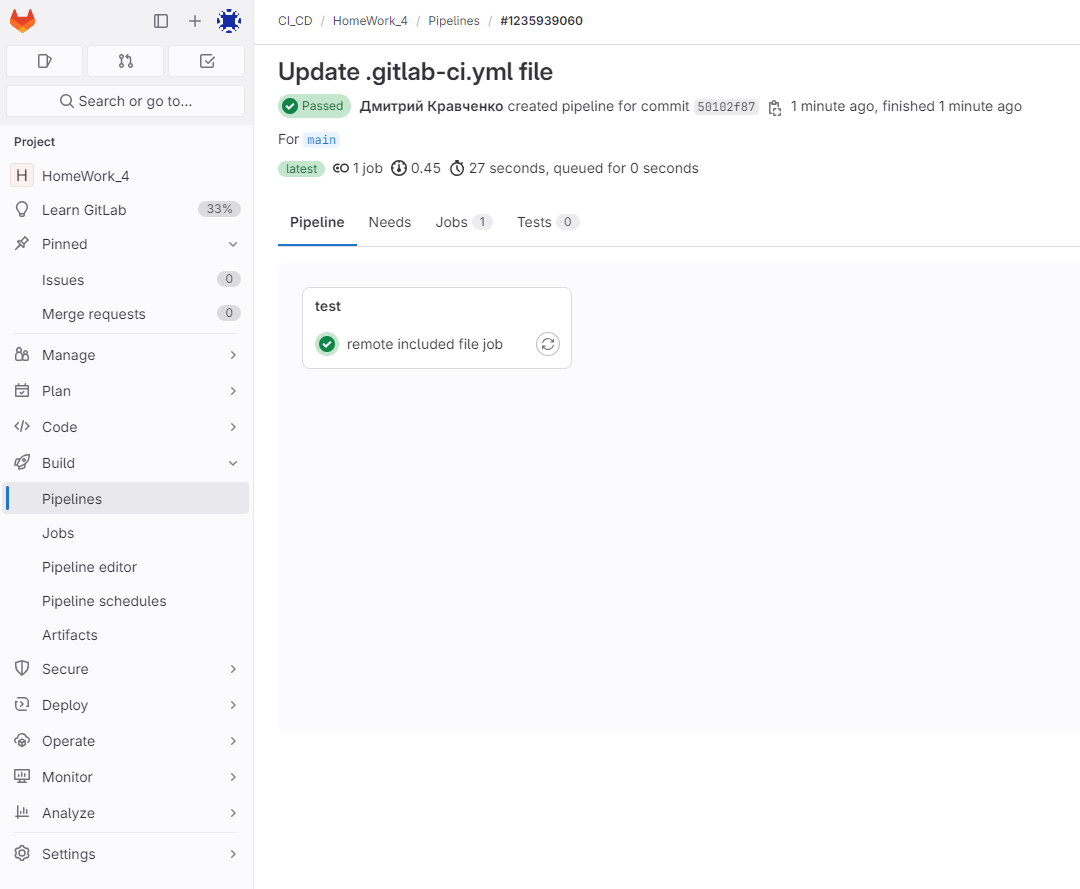 CI_CD / HomeWork_4 / Pipelines / #1235939060
Search or go to...
Project
H HomeWork_4
Learn GitLab 33%
Pinned
Issues 0
Merge requests 0
Manage
Plan
Code
Build
Pipelines
Jobs
Pipeline editor
Pipeline schedules
Artifacts
Secure
Deploy
Operate
Monitor
Analyze
Settings
Update .gitlab-ci.yml file
Passed Дмитрий Кравченко created pipeline for commit 50102f87 1 minute ago, finished 1 minute ago
For main
latest 1 job 0.45 27 seconds, queued for 0 seconds
Pipeline Needs Jobs 1 Tests 0
test
remote included file job